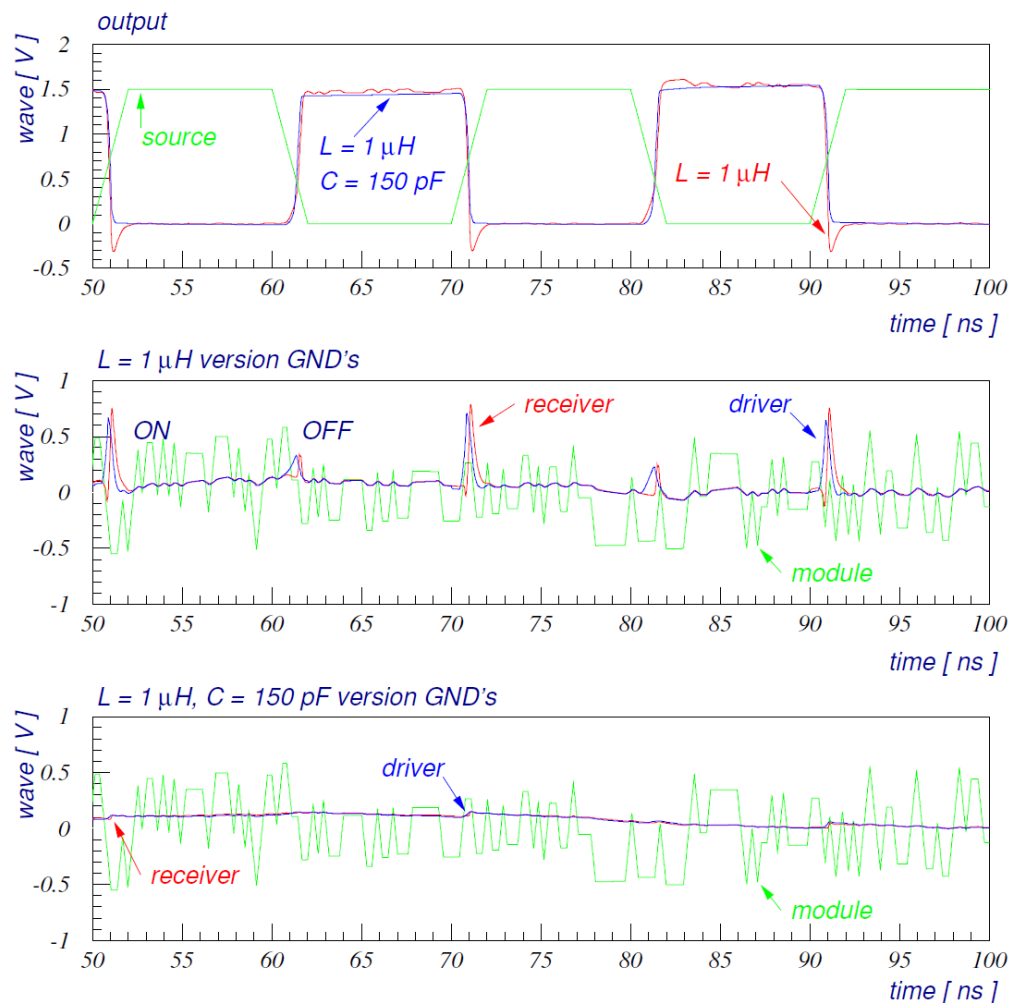 output
wave [ V ]
2
1.5
1
0.5
0
-0.5
source
L = 1 μH
C = 150 pF
L = 1 μH
50 55 60 65 70 75 80 85 90 95 100
time [ ns ]
L = 1 μH version GND's
wave [ V ]
1
0.5
0
-0.5
-1
ON
OFF
receiver
driver
module
50 55 60 65 70 75 80 85 90 95 100
time [ ns ]
L = 1 μH, C = 150 pF version GND's
wave [ V ]
1
0.5
0
-0.5
-1
driver
receiver
module
50 55 60 65 70 75 80 85 90 95 100
time [ ns ]